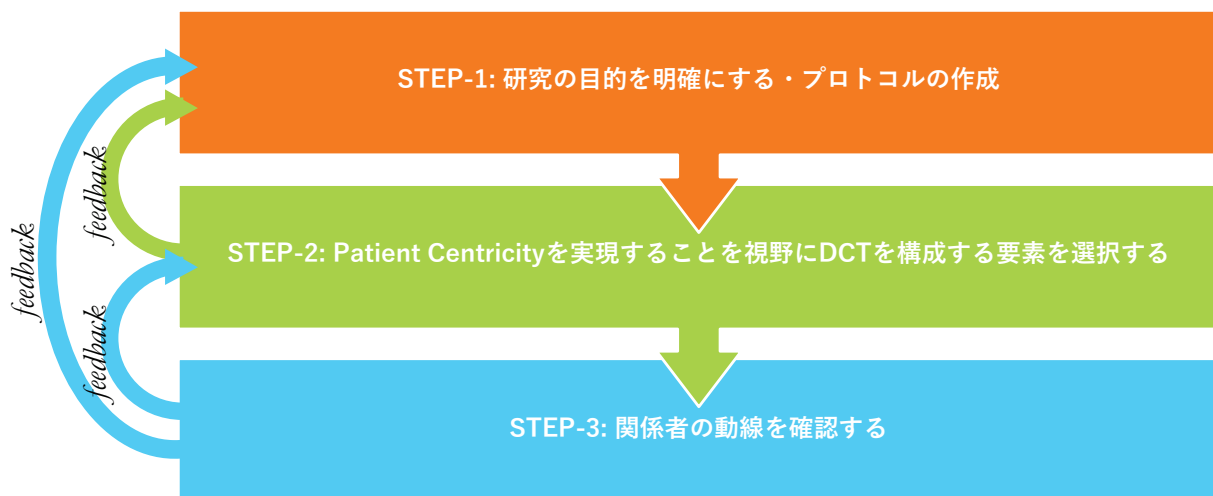 STEP-1: 研究の目的を明確にする・プロトコルの作成
feedback
STEP-2: Patient Centricityを実現することを視野にDCTを構成する要素を選択する
feedback
feedback
STEP-3: 関係者の動線を確認する